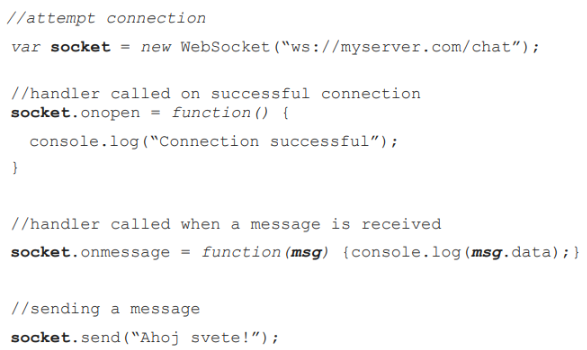 //attempt connection
var socket = new WebSocket(“ws://myserver.com/chat”);
//handler called on successful connection
socket.onopen = function() {
console.log(“Connection successful”);
}
//handler called when a message is received
socket.onmessage = function(msg) {console.log(msg.data);}
//sending a message
socket.send(“Ahoj svete!”);